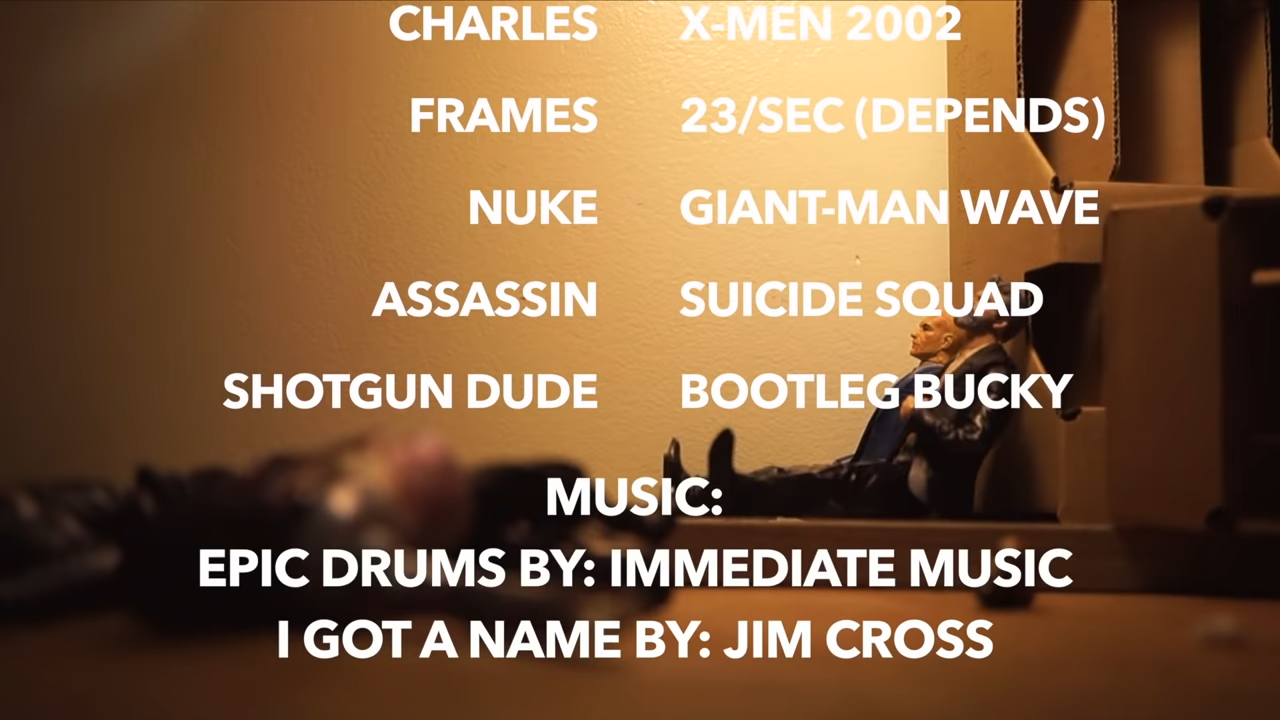 CHARLES X-MEN 2002
FRAMES 23/SEC (DEPENDS)
NUKE GIANT-MAN WAVE
ASSASSIN SUICIDE SQUAD
SHOTGUN DUDE BOOTLEG BUCKY
MUSIC:
EPIC DRUMS BY: IMMEDIATE MUSIC
I GOT A NAME BY: JIM CROSS